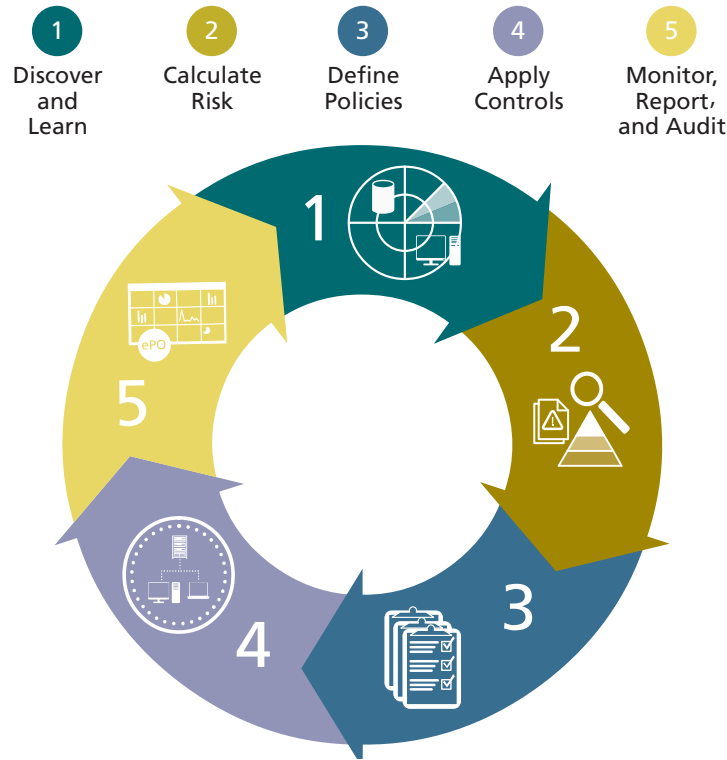 1
2
3
4
5
Discover
and
Learn
Calculate
Risk
Define
Policies
Apply
Controls
Monitor,
Report,
and Audit
1
2
3
4
5
ePO